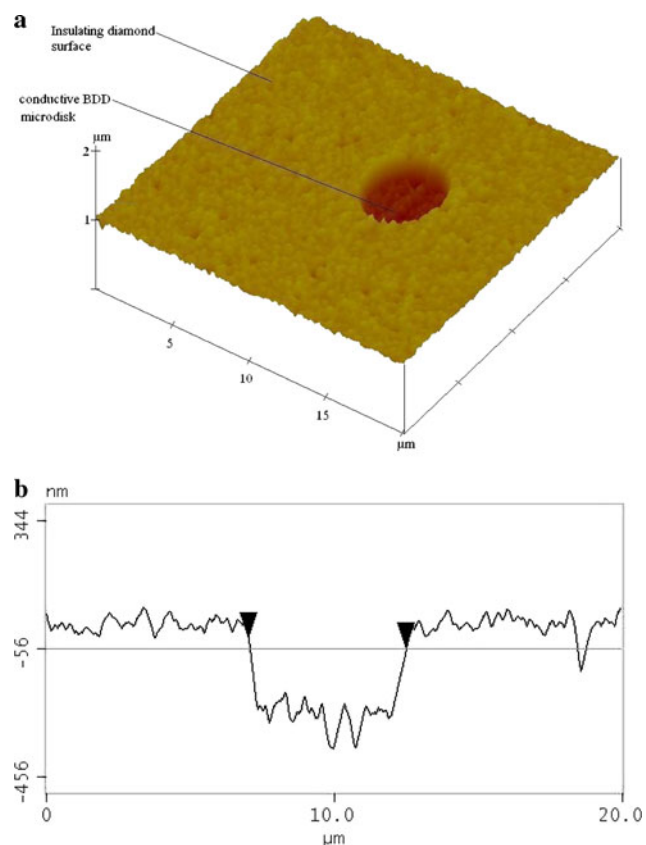 a
Insulating diamond
surface
conductive BDD
microdisk
µm
2
1
5
10
15
µm
b
nm
344
-56
-456
0
10.0
20.0
µm